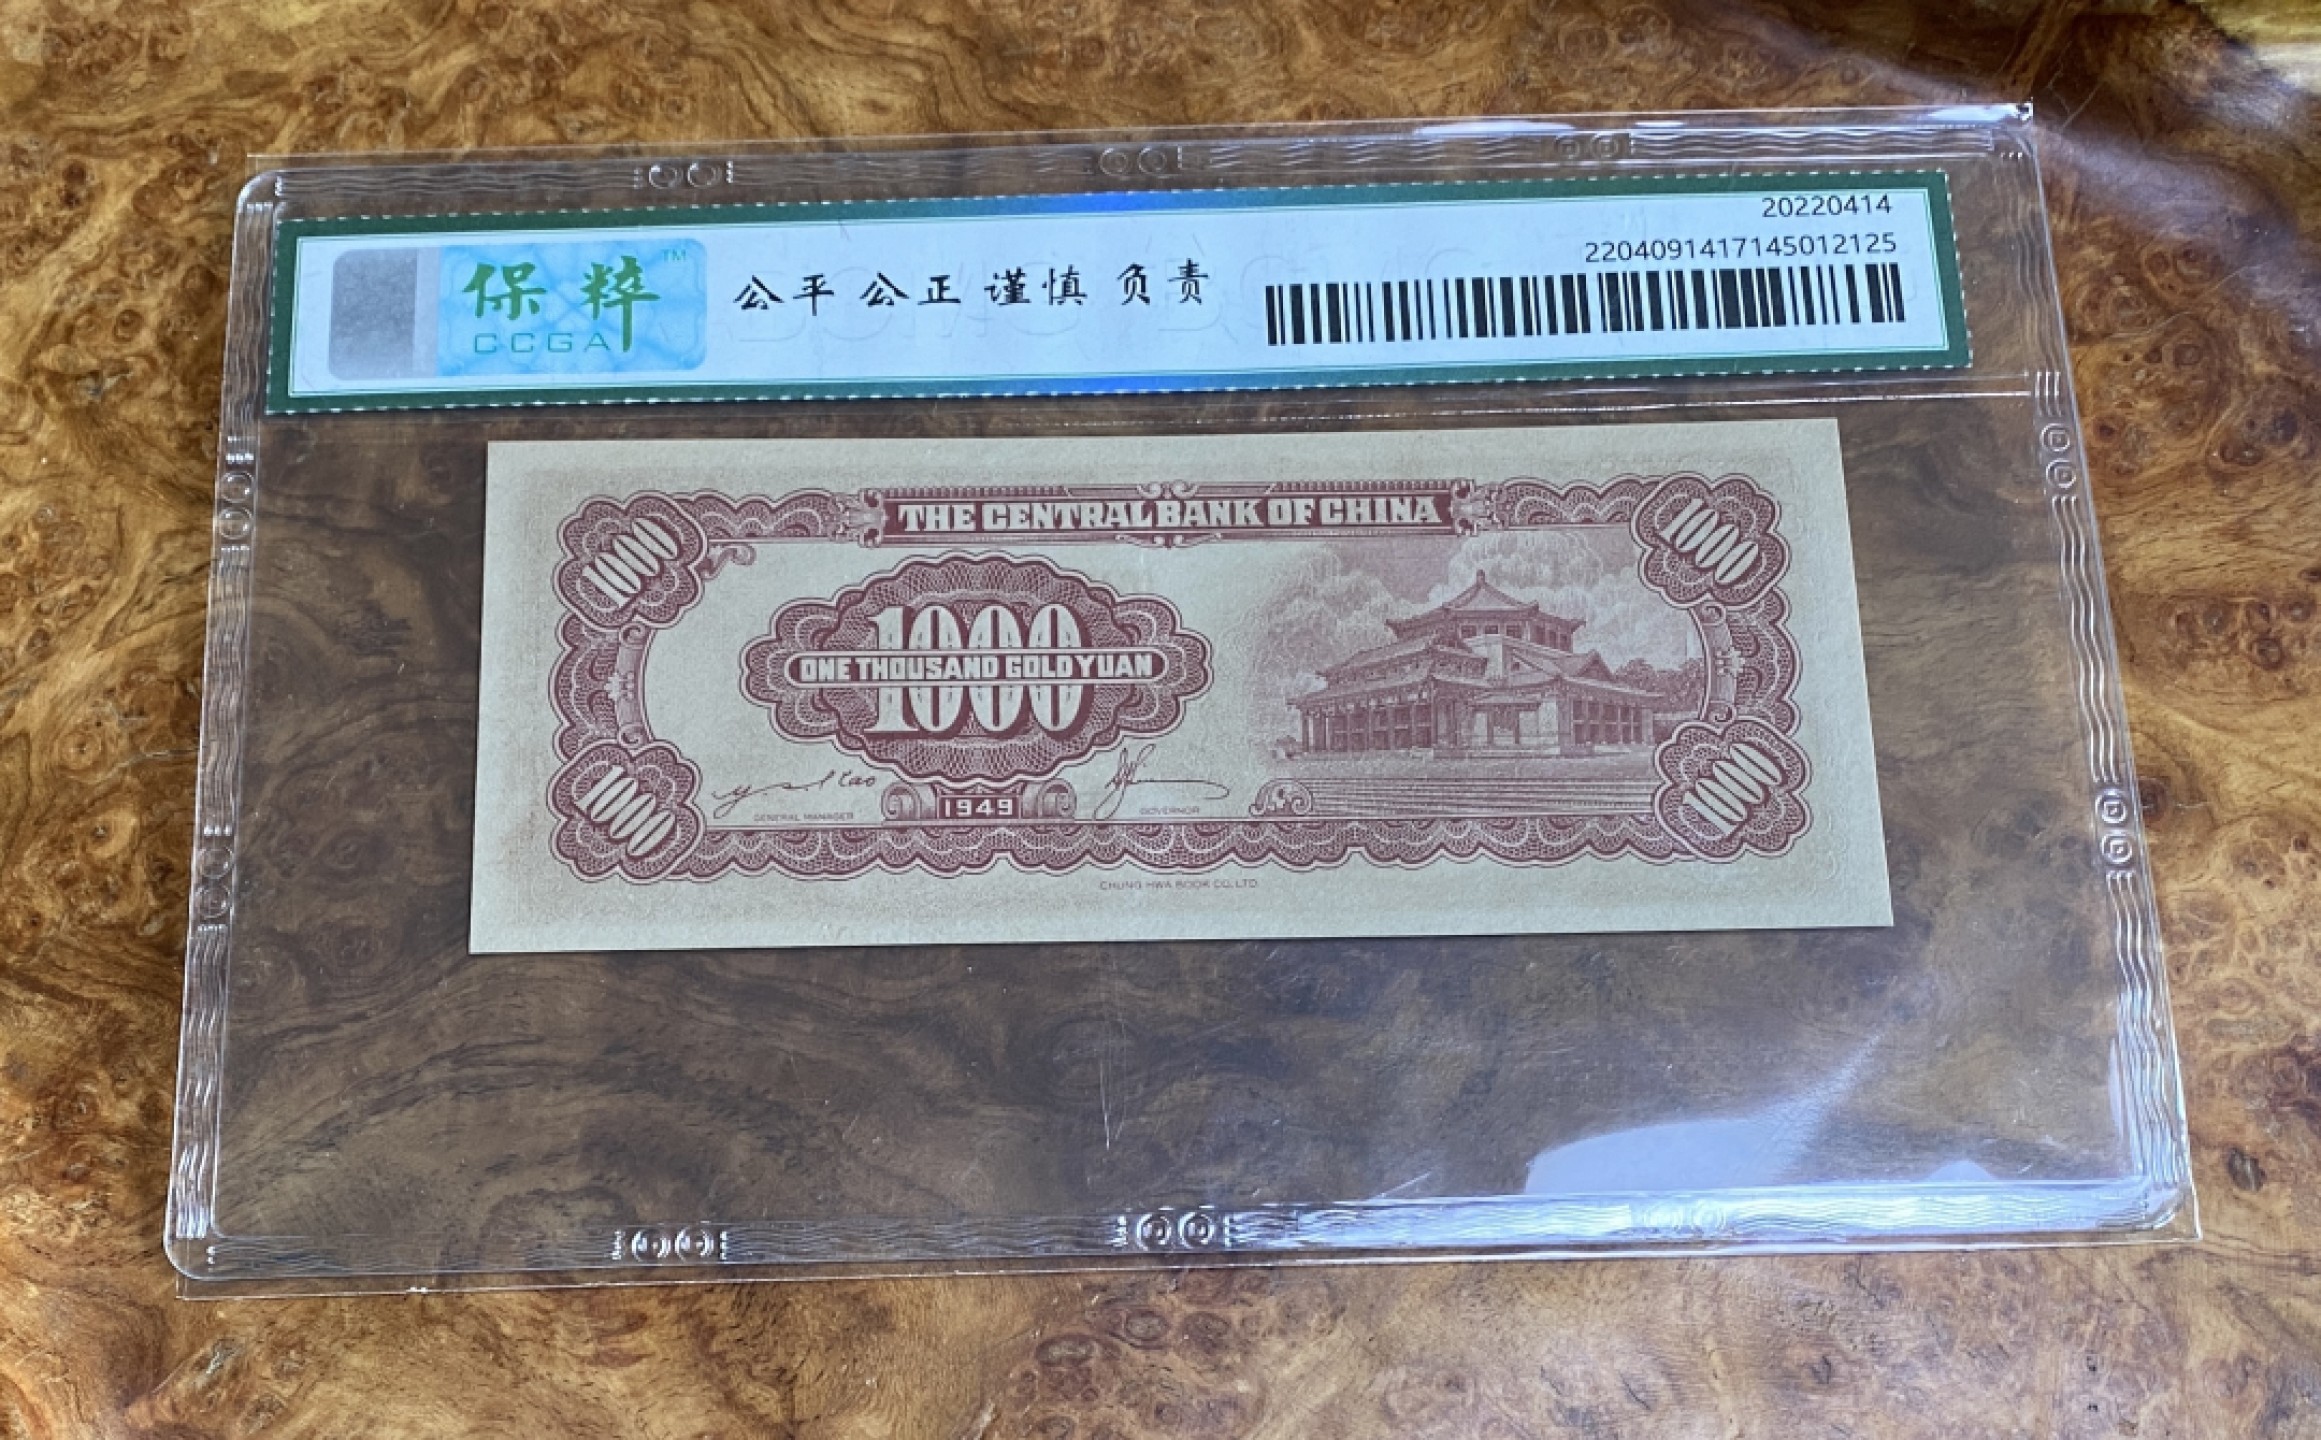 20220414
2204091417145012125
保粹 TM
CCGA
公平 公正 谨慎 负责
THE CENTRAL BANK OF CHINA
1000
1000
1000
ONE THOUSAND GOLD YUAN
GENERAL MANAGER
1949
GOVERNOR
1000
1000
CHUNG HWA BOOK CO., LTD.